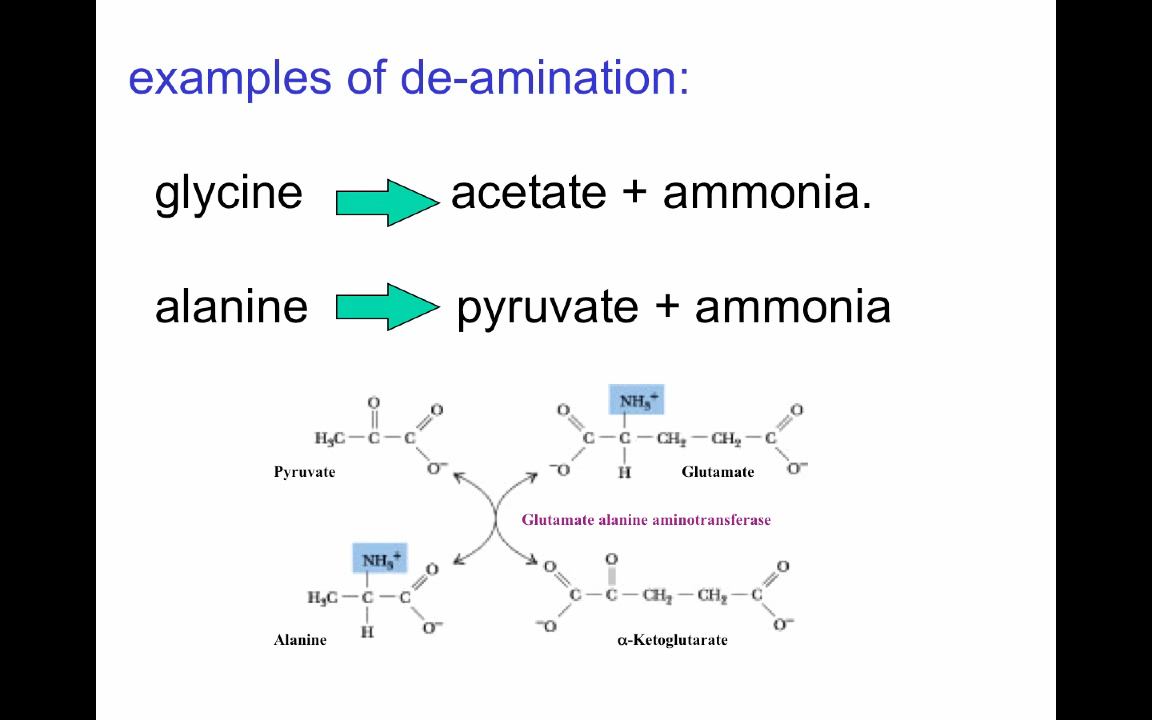 examples of de-amination:
glycine acetate + ammonia.
alanine pyruvate + ammonia
O O O NH₃⁺ O
H₃C — C — C C — C — CH₂ — CH₂ — C
Pyruvate O⁻ ⁻O H Glutamate O⁻
Glutamate alanine aminotransferase
NH₃⁺ O O O O
H₃C — C — C C — C — CH₂ — CH₂ — C
H O⁻ ⁻O O⁻
Alanine α-Ketoglutarate